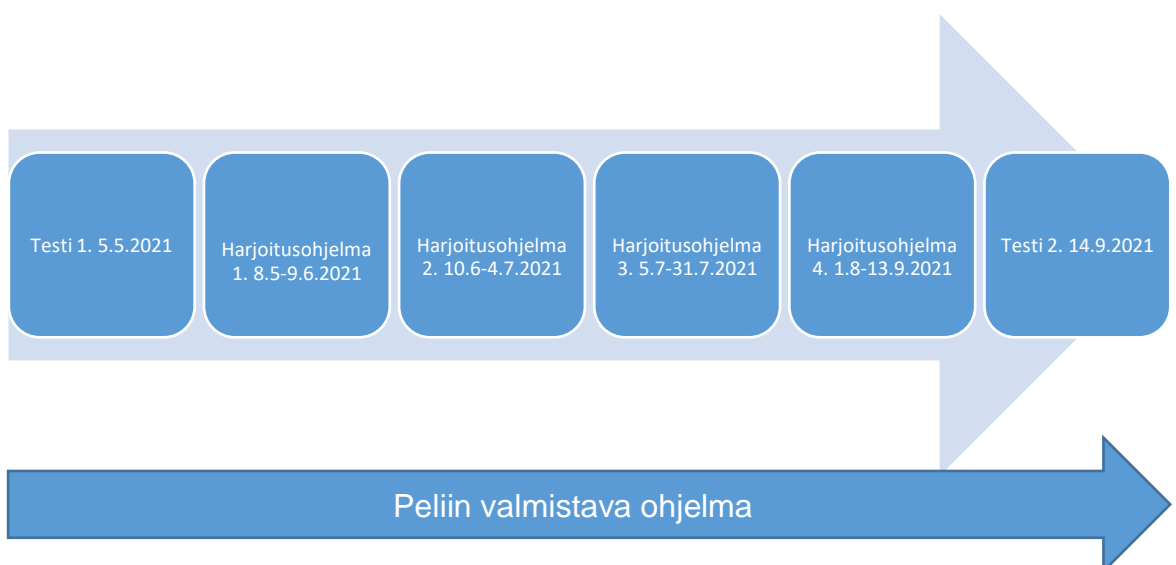 Testi 1. 5.5.2021
Harjoitusohjelma
1. 8.5-9.6.2021
Harjoitusohjelma
2. 10.6-4.7.2021
Harjoitusohjelma
3. 5.7-31.7.2021
Harjoitusohjelma
4. 1.8-13.9.2021
Testi 2. 14.9.2021
Peliin valmistava ohjelma